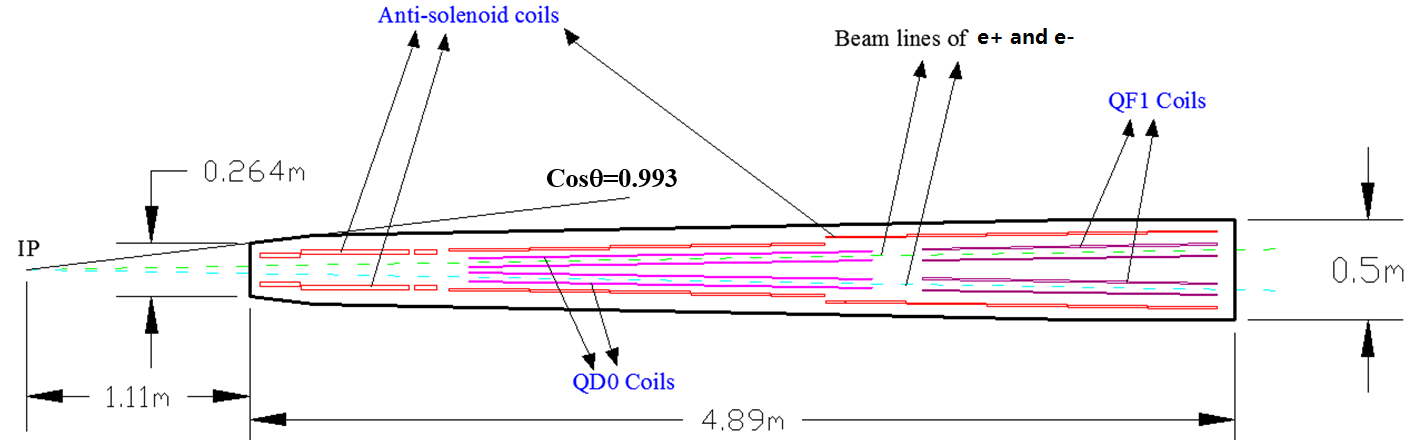 Anti-solenoid coils
Beam lines of e+ and e-
QF1 Coils
0.264m
Cosθ=0.993
IP
0.5m
QD0 Coils
1.11m
4.89m